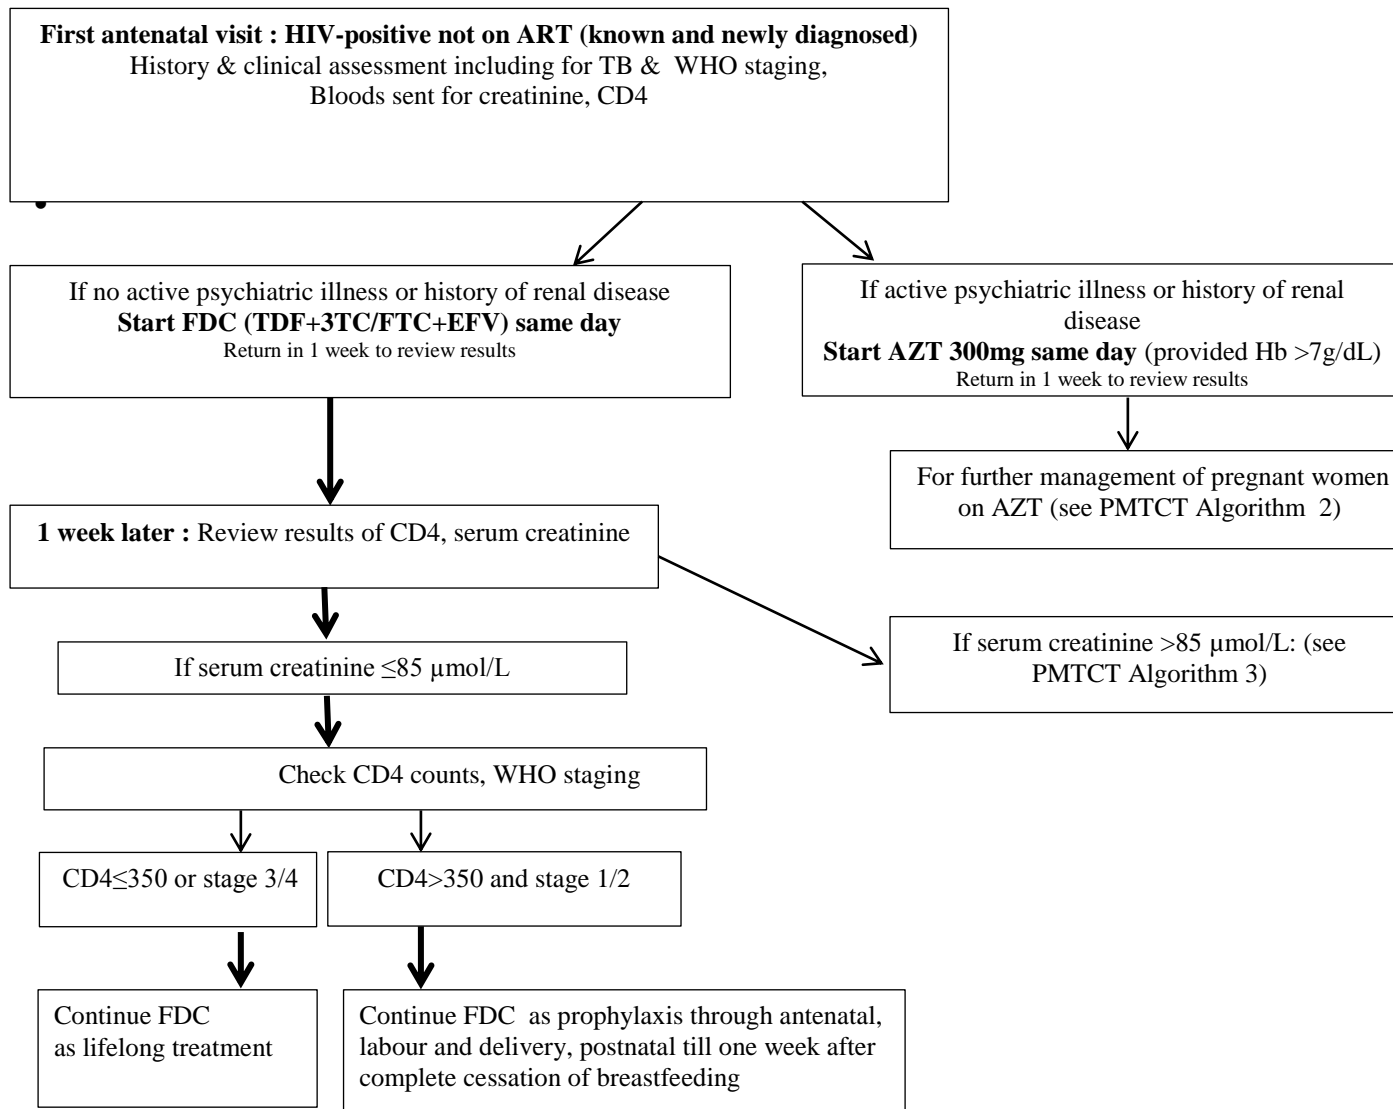 First antenatal visit : HIV-positive not on ART (known and newly diagnosed)
History & clinical assessment including for TB & WHO staging,
Bloods sent for creatinine, CD4
If no active psychiatric illness or history of renal disease
Start FDC (TDF+3TC/FTC+EFV) same day
Return in 1 week to review results
If active psychiatric illness or history of renal
disease
Start AZT 300mg same day (provided Hb >7g/dL)
Return in 1 week to review results
For further management of pregnant women
on AZT (see PMTCT Algorithm 2)
1 week later : Review results of CD4, serum creatinine
If serum creatinine ≤85 µmol/L
If serum creatinine >85 µmol/L: (see
PMTCT Algorithm 3)
Check CD4 counts, WHO staging
CD4≤350 or stage 3/4
CD4>350 and stage 1/2
Continue FDC
as lifelong treatment
Continue FDC as prophylaxis through antenatal,
labour and delivery, postnatal till one week after
complete cessation of breastfeeding